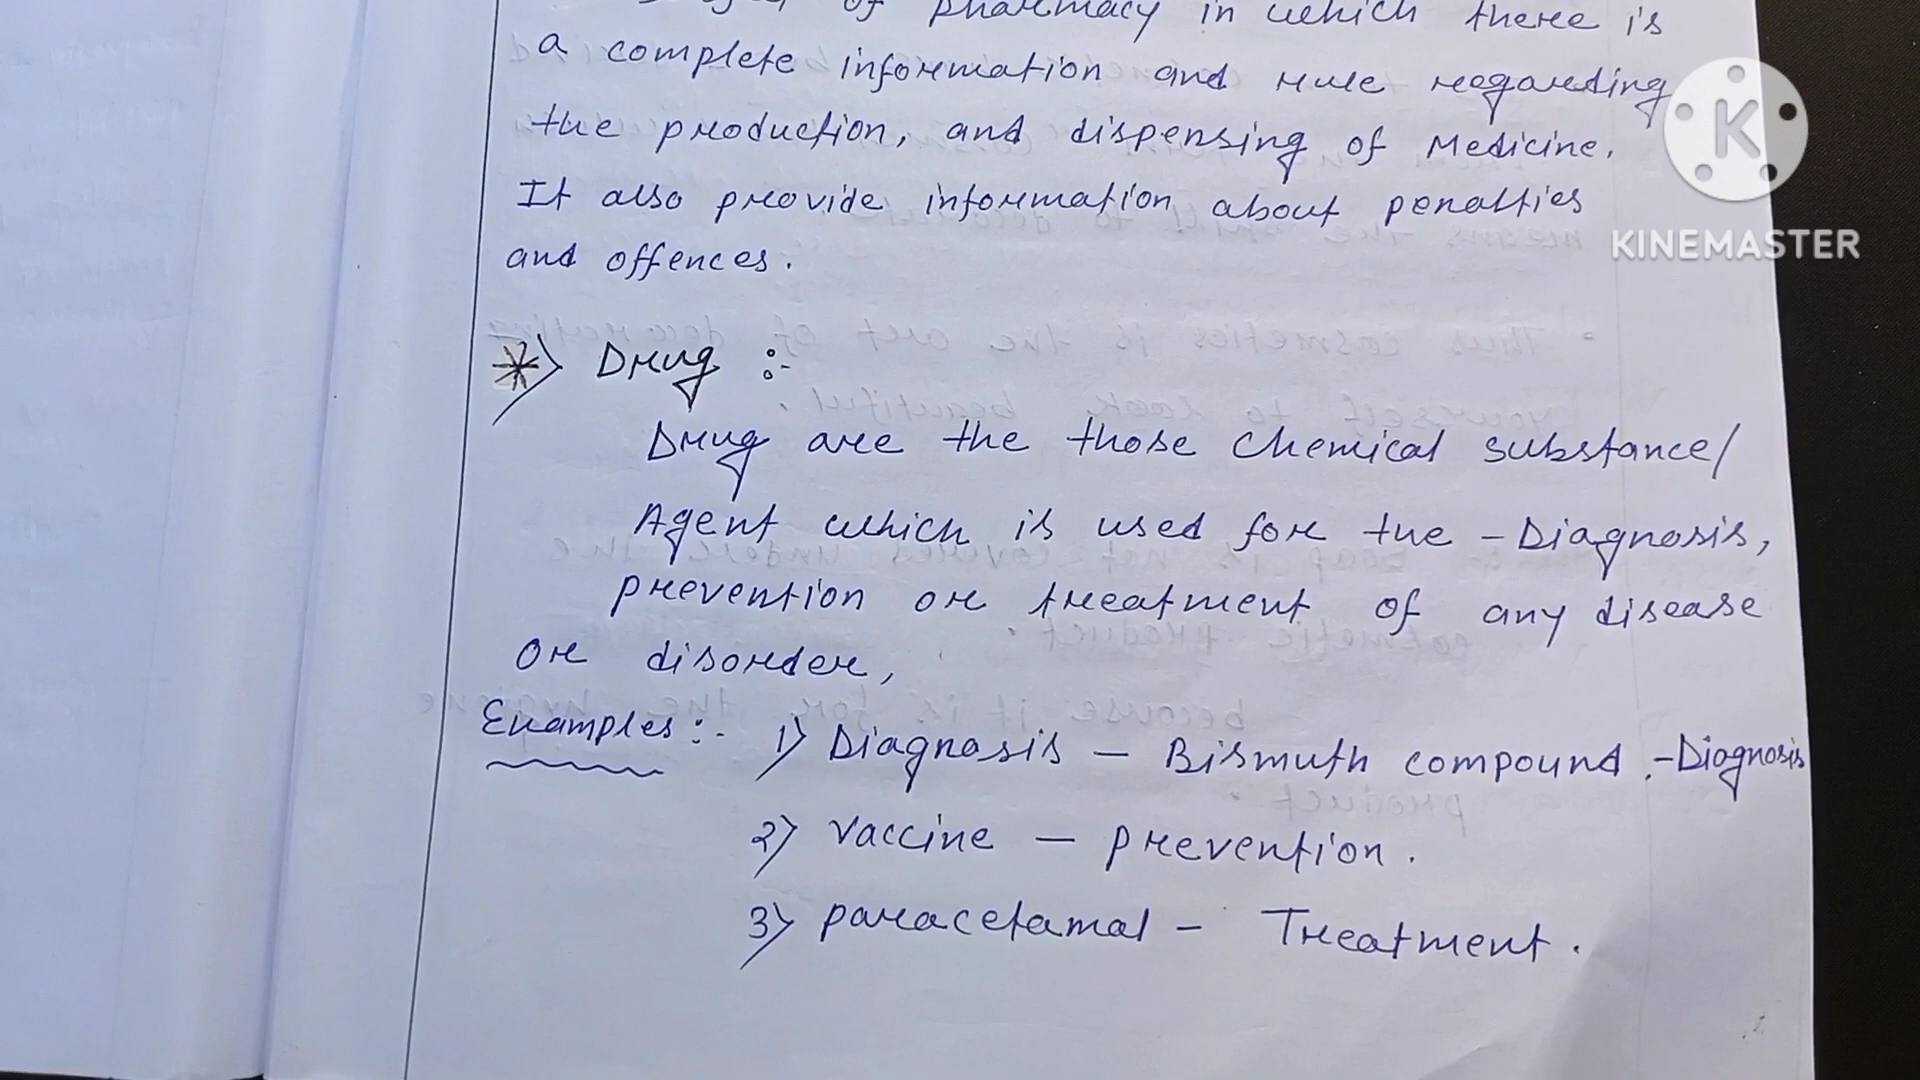 of pharmacy in which there is
a complete information and rule regarding
the production, and dispensing of Medicine.
It also provide information about penalties
and offences.
K
KINEMASTER
*> Drug :-
Drug are the those chemical substance/
Agent which is used for the - Diagnosis,
prevention or treatment of any disease
or disorder,
Examples :- 1) Diagnosis - Bismuth compound. - Diagnosis
2) vaccine - prevention.
3) paracetamal - Treatment.